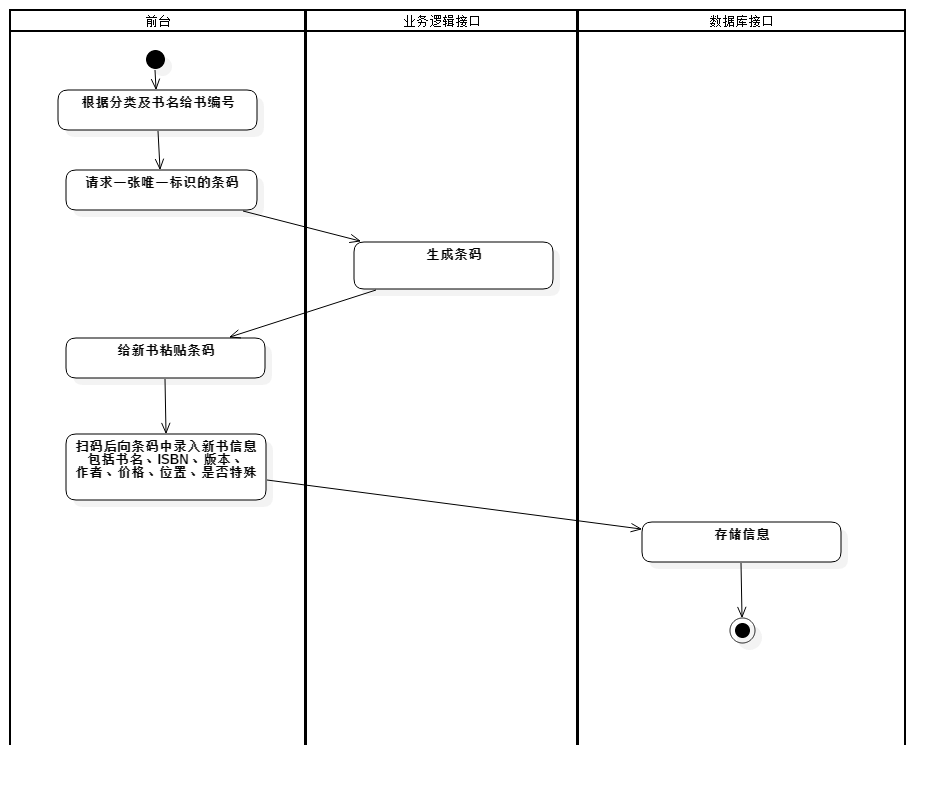 前台
业务逻辑接口
数据库接口
根据分类及书名给书编号
请求一张唯一标识的条码
生成条码
给新书粘贴条码
扫码后向条码中录入新书信息
包括书名、ISBN、版本、
作者、价格、位置、是否特殊
存储信息